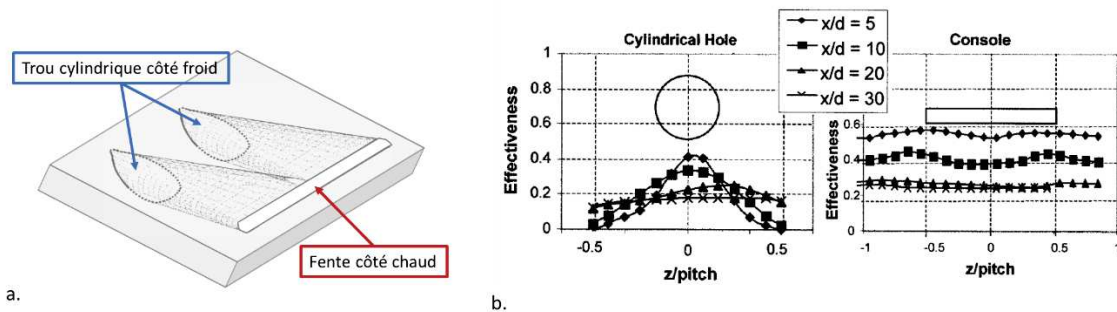 Trou cylindrique côté froid
Fente côté chaud
a.
b.
Cylindrical Hole
Effectiveness
1
0.8
0.6
0.4
0.2
0
-0.5
0
0.5
z/pitch
x/d = 5
x/d = 10
x/d = 20
x/d = 30
Console
Effectiveness
0.8
0.6
0.4
0.2
0
-1
-0.5
0
0.5
z/pitch